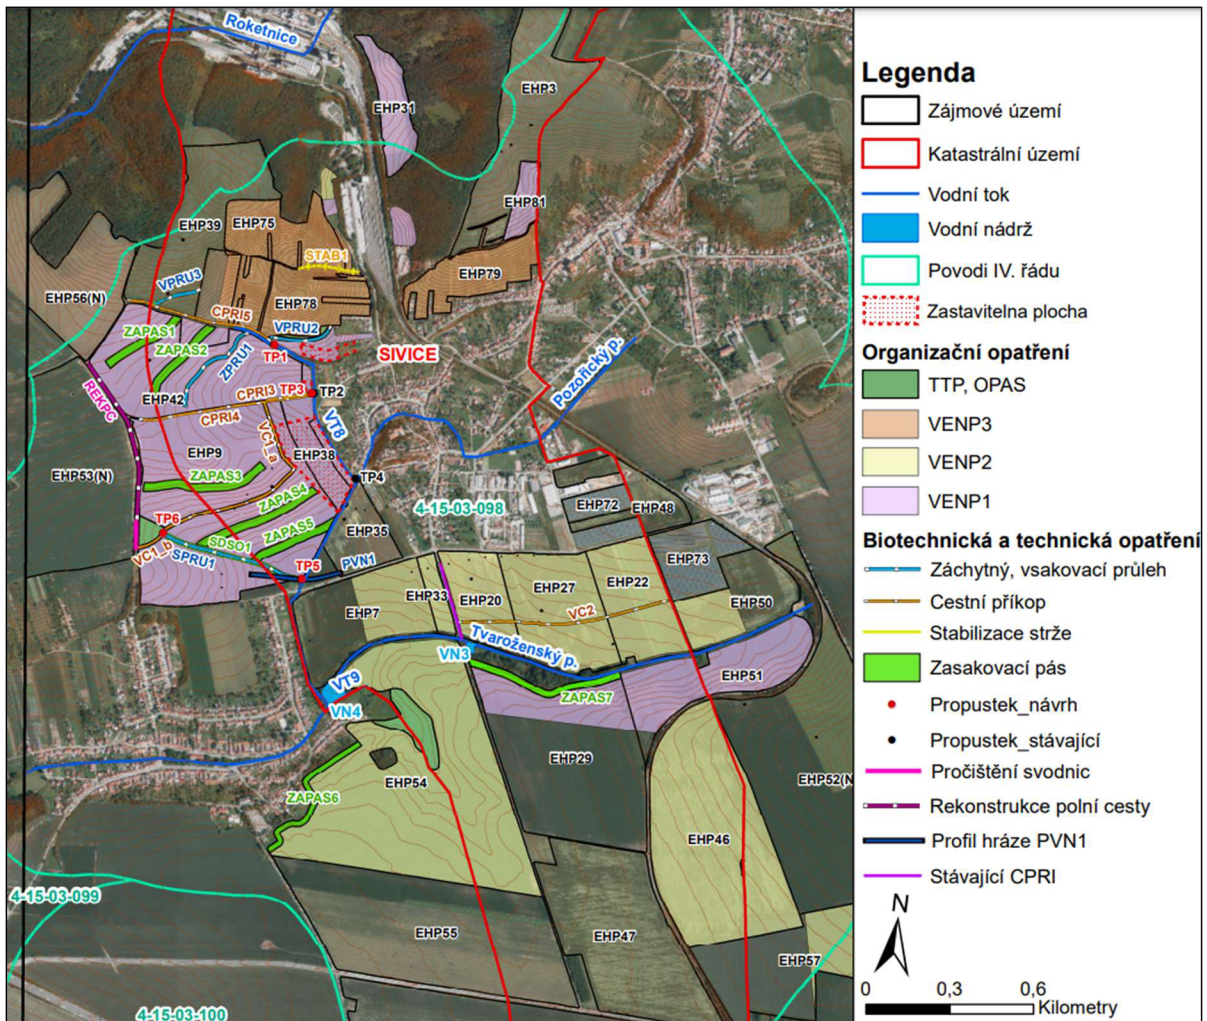 Roketnice
EHP3
EHP31
EHP81
EHP39
EHP75
STAB1
EHP79
VPRU3
EHP56(N)
EHP78
CPRI5
VPRU2
ZAPAS1
ZAPAS2
TP1
SIVICE
ZPRU1
Pozořický p.
REKPC
EHP42
CPRI3
TP3
TP2
CPRI4
VT8
VC1_a
EHP9
EHP38
EHP53(N)
ZAPAS3
TP4
ZAPAS4
4-15-03-098
EHP72
EHP48
TP6
ZAPAS5
EHP35
SDSO1
VC1_b
SPRU1
PVN1
EHP73
TP5
EHP27
EHP22
EHP33
EHP20
EHP7
VC2
EHP50
Tvaroženský p.
VN3
VT9
EHP51
ZAPAS7
VN4
EHP29
EHP54
EHP52(N
ZAPAS6
EHP46
4-15-03-099
EHP55
EHP47
EHP57
4-15-03-100
Legenda
Zájmové území
Katastrální území
Vodní tok
Vodní nádrž
Povodi IV. řádu
Zastavitelna plocha
Organizační opatření
TTP, OPAS
VENP3
VENP2
VENP1
Biotechnická a technická opatření
Záchytný, vsakovací průleh
Cestní příkop
Stabilizace strže
Zasakovací pás
Propustek_návrh
Propustek_stávající
Pročištění svodnic
Rekonstrukce polní cesty
Profil hráze PVN1
Stávající CPRI
N
0 0,3 0,6
Kilometry